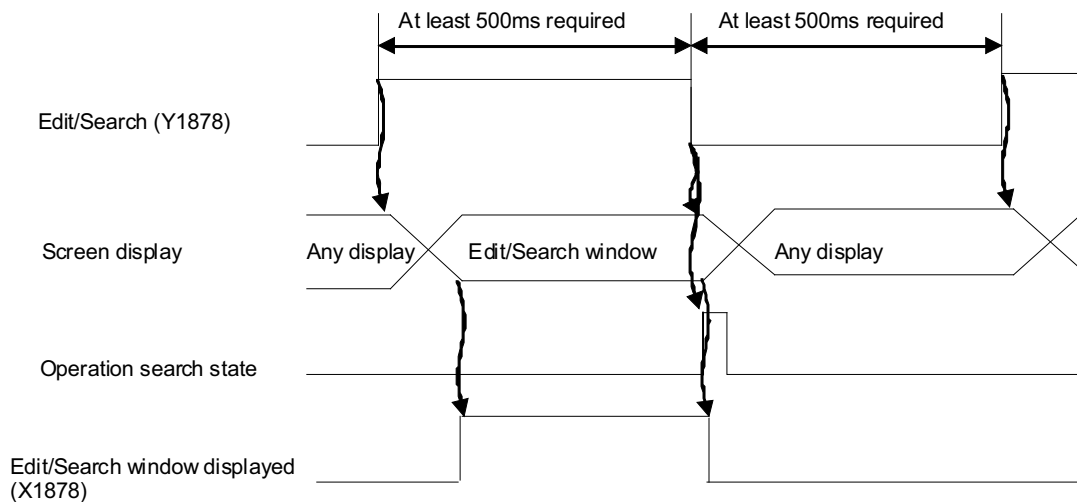 At least 500ms required
At least 500ms required
Edit/Search (Y1878)
Screen display
Any display
Edit/Search window
Any display
Operation search state
Edit/Search window displayed
(X1878)